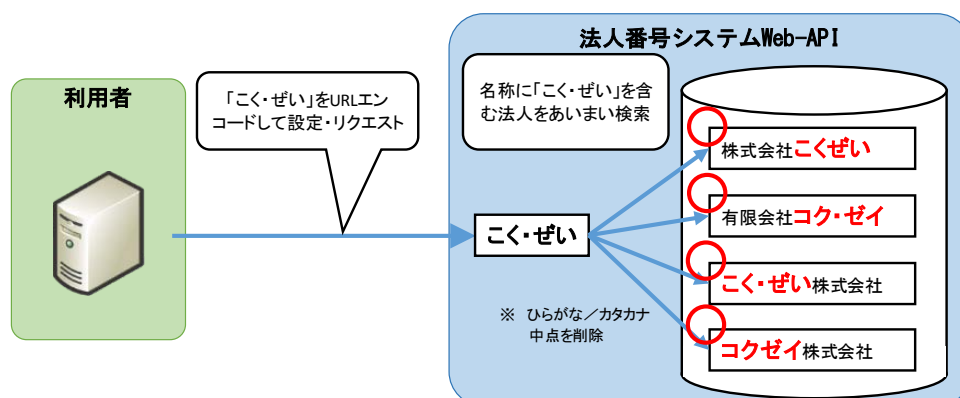 法人番号システムWeb-API
利用者
「こく・ぜい」をURLエン
コードして設定・リクエスト
名称に「こく・ぜい」を含
む法人をあいまい検索
こく・ぜい
株式会社こくぜい
有限会社コク・ゼイ
こく・ぜい株式会社
コクゼイ株式会社
※ ひらがな／カタカナ
中点を削除